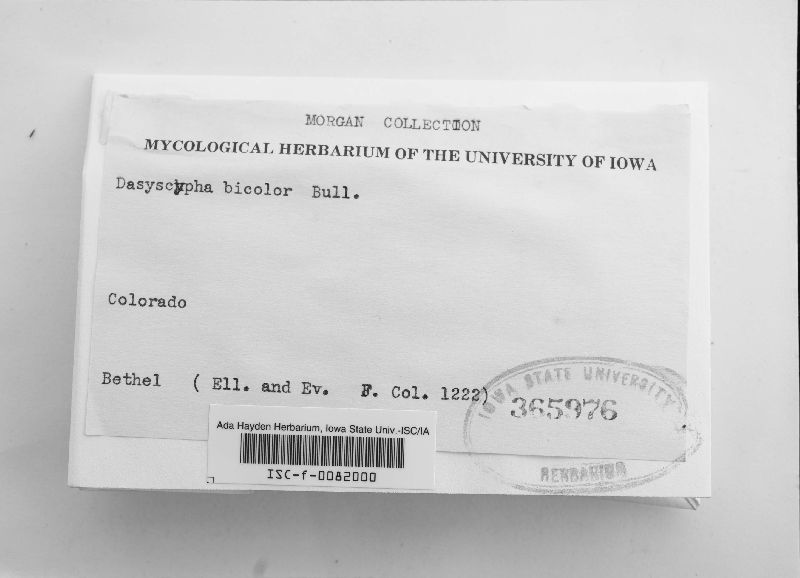 MORGAN COLLECTION
MYCOLOGICAL HERBARIUM OF THE UNIVERSITY OF IOWA
Dasyscypha bicolor Bull.
Colorado
Bethel ( Ell. and Ev. F. Col. 1222)
IOWA STATE UNIVERSITY
365976
HERBARIUM
Ada Hayden Herbarium, Iowa State Univ.-ISC/IA
ISC-f-0082000